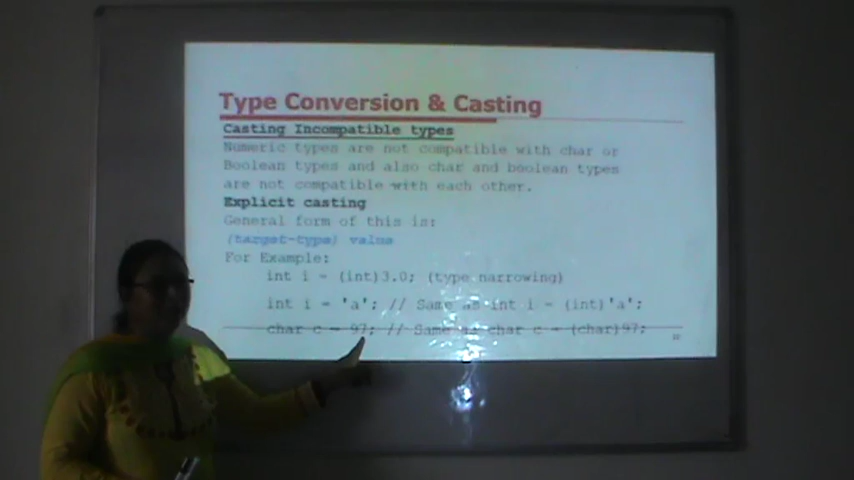 Type Conversion & Casting
Casting Incompatible types
Numeric types are not compatible with char or
Boolean types and also char and boolean types
are not compatible with each other.
Explicit casting
General form of this is:
(target-type) value
For Example:
int i = (int)3.0; (type narrowing)
int i = 'a'; // Same as int i = (int)'a';
char c = 97; // Same as char c = (char)97;